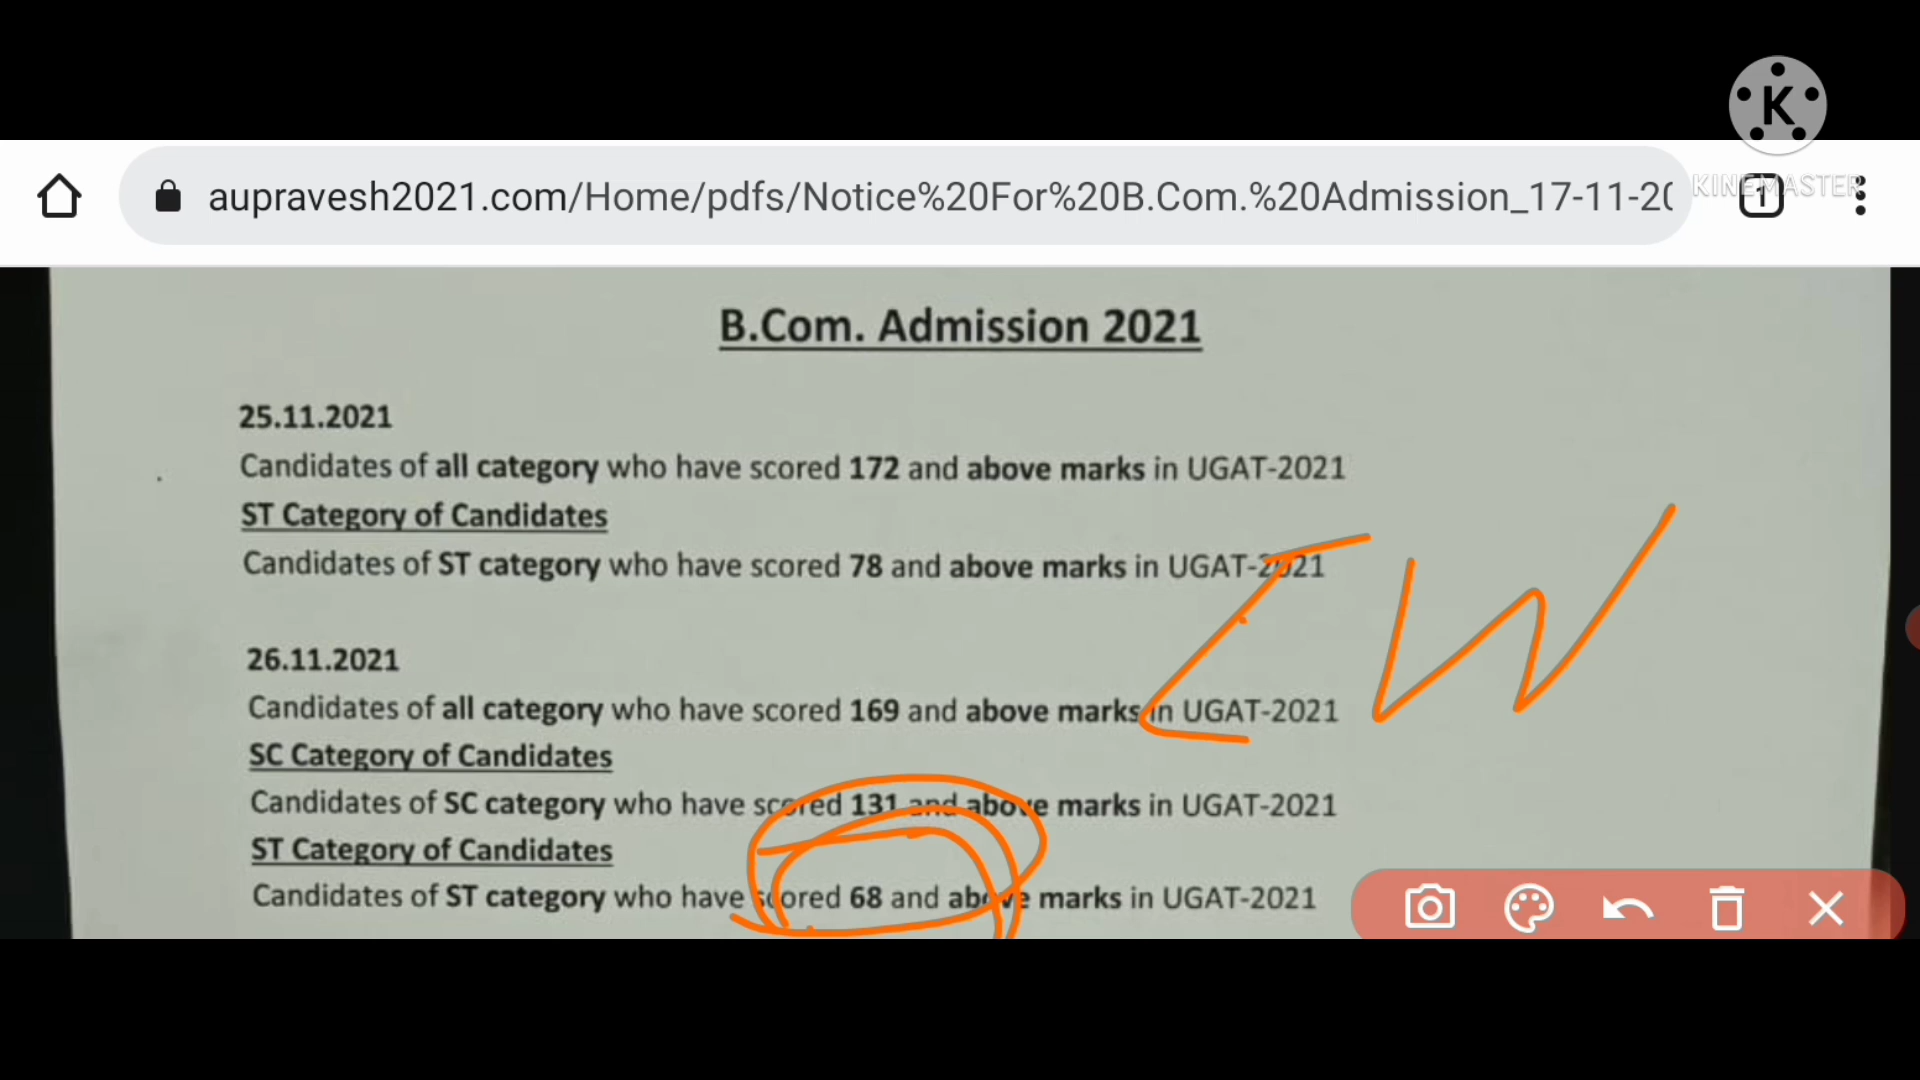 K
KINEMASTER
aupravesh2021.com/Home/pdfs/Notice%20For%20B.Com.%20Admission_17-11-20
1
B.Com. Admission 2021
25.11.2021
Candidates of all category who have scored 172 and above marks in UGAT-2021
ST Category of Candidates
Candidates of ST category who have scored 78 and above marks in UGAT-2021
26.11.2021
Candidates of all category who have scored 169 and above marks in UGAT-2021
SC Category of Candidates
Candidates of SC category who have scored 131 and above marks in UGAT-2021
ST Category of Candidates
Candidates of ST category who have scored 68 and above marks in UGAT-2021